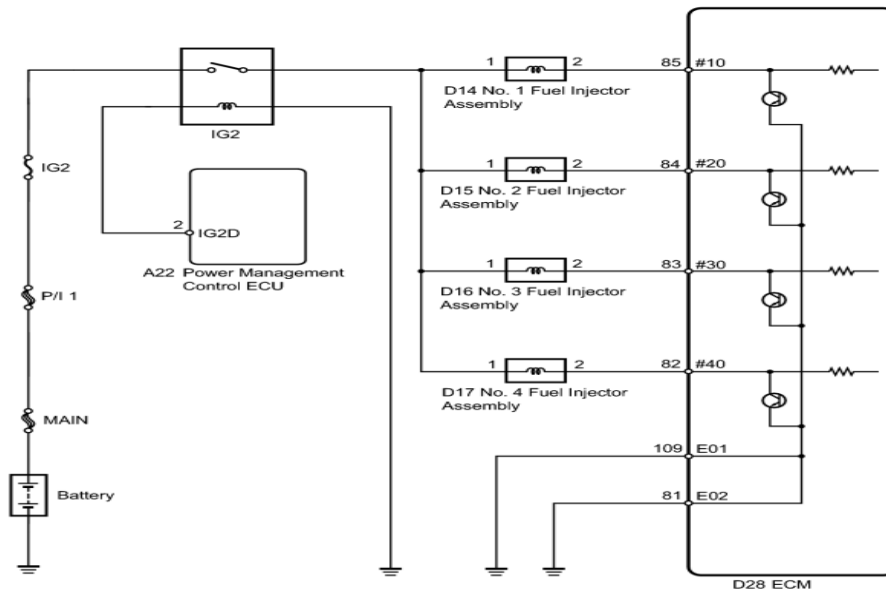 1
2
85
#10
D14 No. 1 Fuel Injector
Assembly
IG2
IG2
1
2
84
#20
D15 No. 2 Fuel Injector
Assembly
2
IG2D
A22 Power Management
Control ECU
1
2
83
#30
D16 No. 3 Fuel Injector
Assembly
P/I 1
1
2
82
#40
D17 No. 4 Fuel Injector
Assembly
MAIN
109
E01
Battery
81
E02
D28 ECM